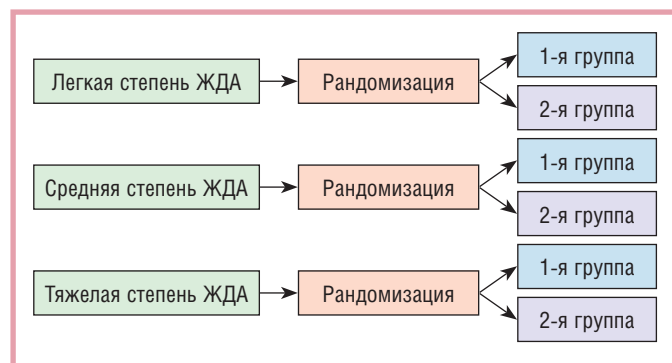 Легкая степень ЖДА
Рандомизация
1-я группа
2-я группа
Средняя степень ЖДА
Рандомизация
1-я группа
2-я группа
Тяжелая степень ЖДА
Рандомизация
1-я группа
2-я группа